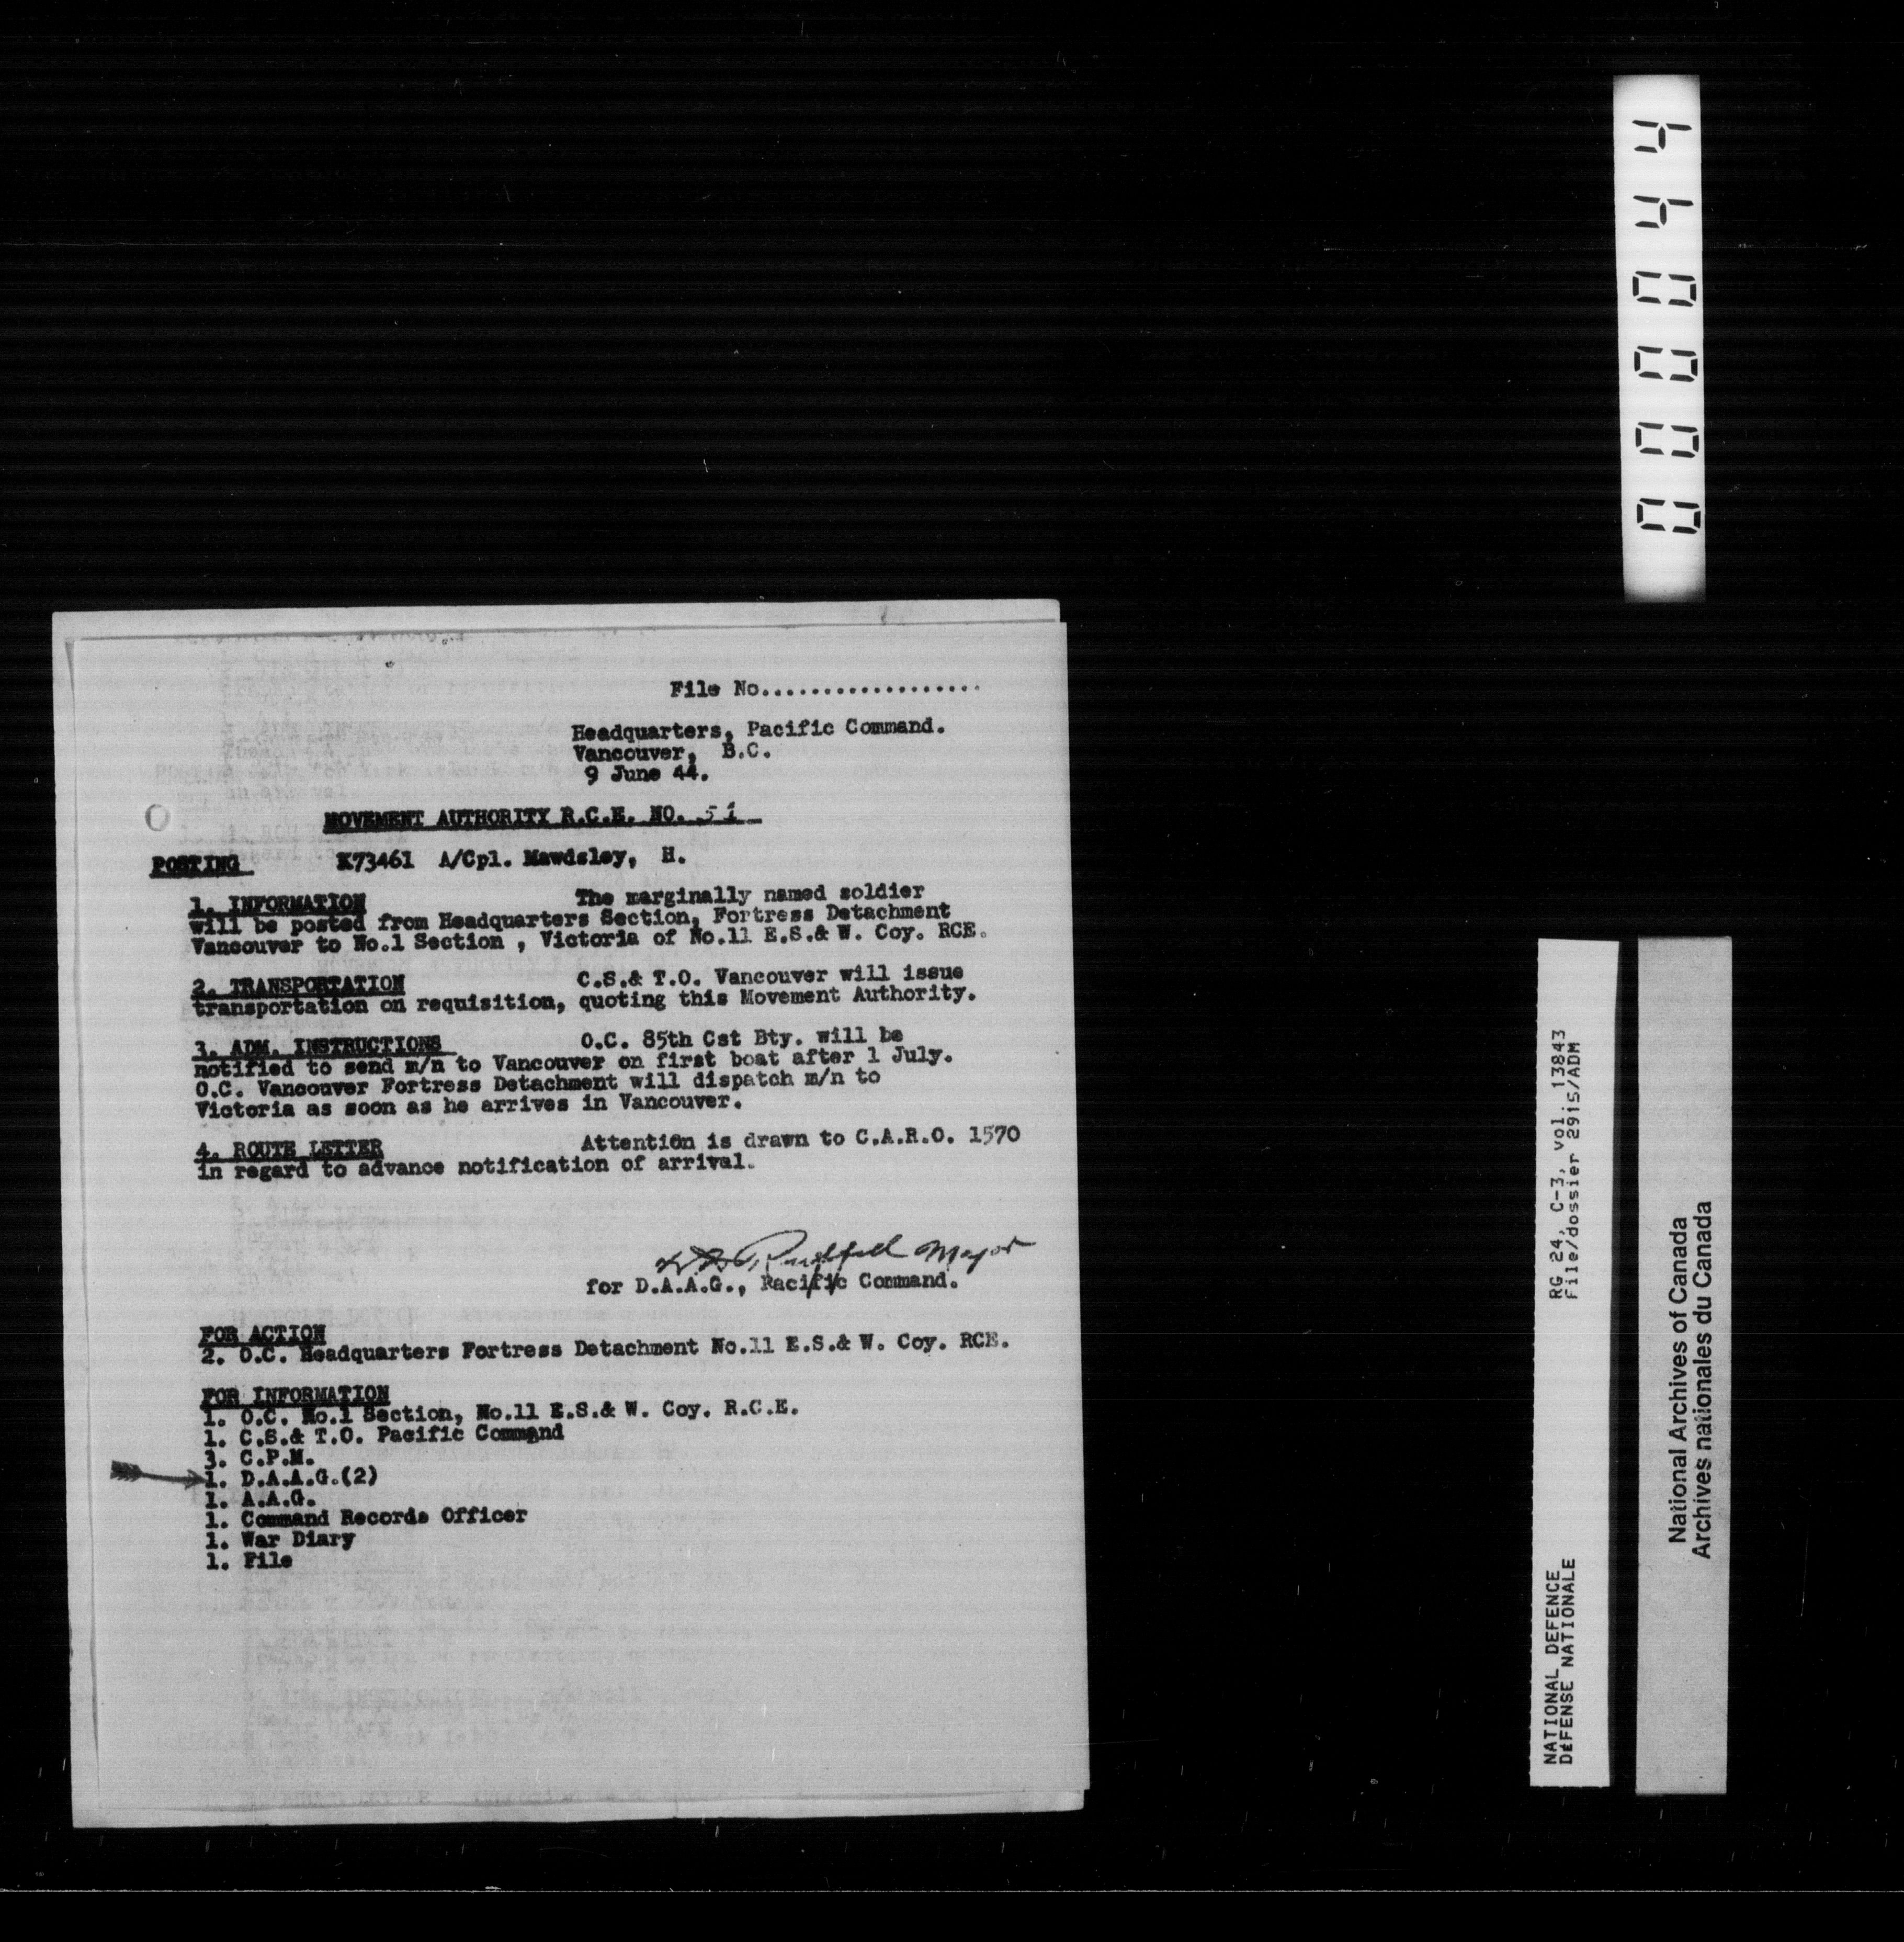 File No...................
Headquarters, Pacific Command.
Vancouver, B.C.
9 June 44.
MOVEMENT AUTHORITY R.C.E. NO. 51
POSTING K73461 A/Cpl. Mawdsley, H.
1. INFORMATION The marginally named soldier
will be posted from Headquarters Section, Fortress Detachment
Vancouver to No.1 Section , Victoria of No.11 E.S.& W. Coy. RCE.
2. TRANSPORTATION C.S.& T.O. Vancouver will issue
transportation on requisition, quoting this Movement Authority.
3. ADM. INSTRUCTIONS O.C. 85th Cst Bty. will be
notified to send m/n to Vancouver on first boat after 1 July.
O.C. Vancouver Fortress Detachment will dispatch m/n to
Victoria as soon as he arrives in Vancouver.
4. ROUTE LETTER Attention is drawn to C.A.R.O. 1570
in regard to advance notification of arrival.
Major
for D.A.A.G., Pacific Command.
FOR ACTION
2. O.C. Headquarters Fortress Detachment No.11 E.S.& W. Coy. RCE.
FOR INFORMATION
1. O.C. No.1 Section, No.11 E.S.& W. Coy. R.C.E.
1. C.S.& T.O. Pacific Command
3. C.P.M.
1. D.A.A.G.(2)
1. A.A.G.
1. Command Records Officer
1. War Diary
1. File
000044
RG 24, C-3, vol. 13843
File/dossier 2915/ADM
NATIONAL DEFENCE
DÉFENSE NATIONALE
National Archives of Canada
Archives nationales du Canada